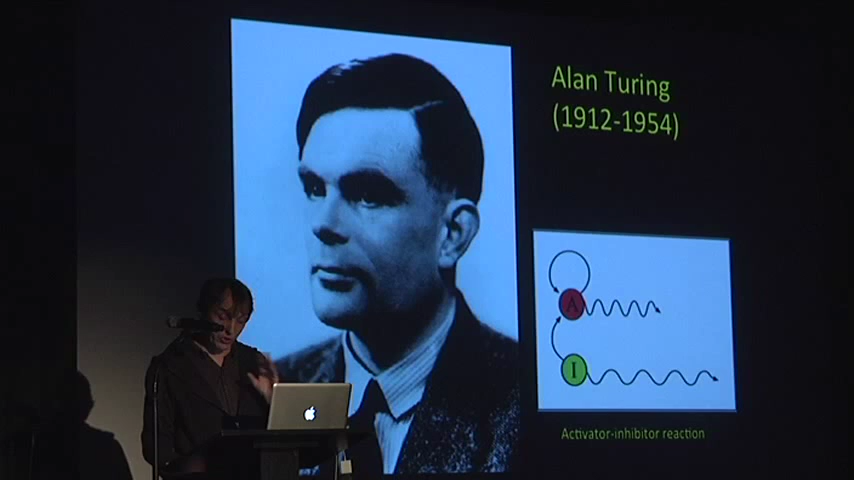 Alan Turing
(1912-1954)
A
I
Activator-inhibitor reaction